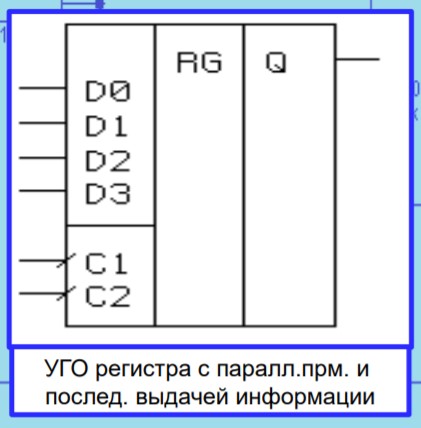 RG Q
D0
D1
D2
D3
C1
C2
УГО регистра с паралл.прм. и
послед. выдачей информации